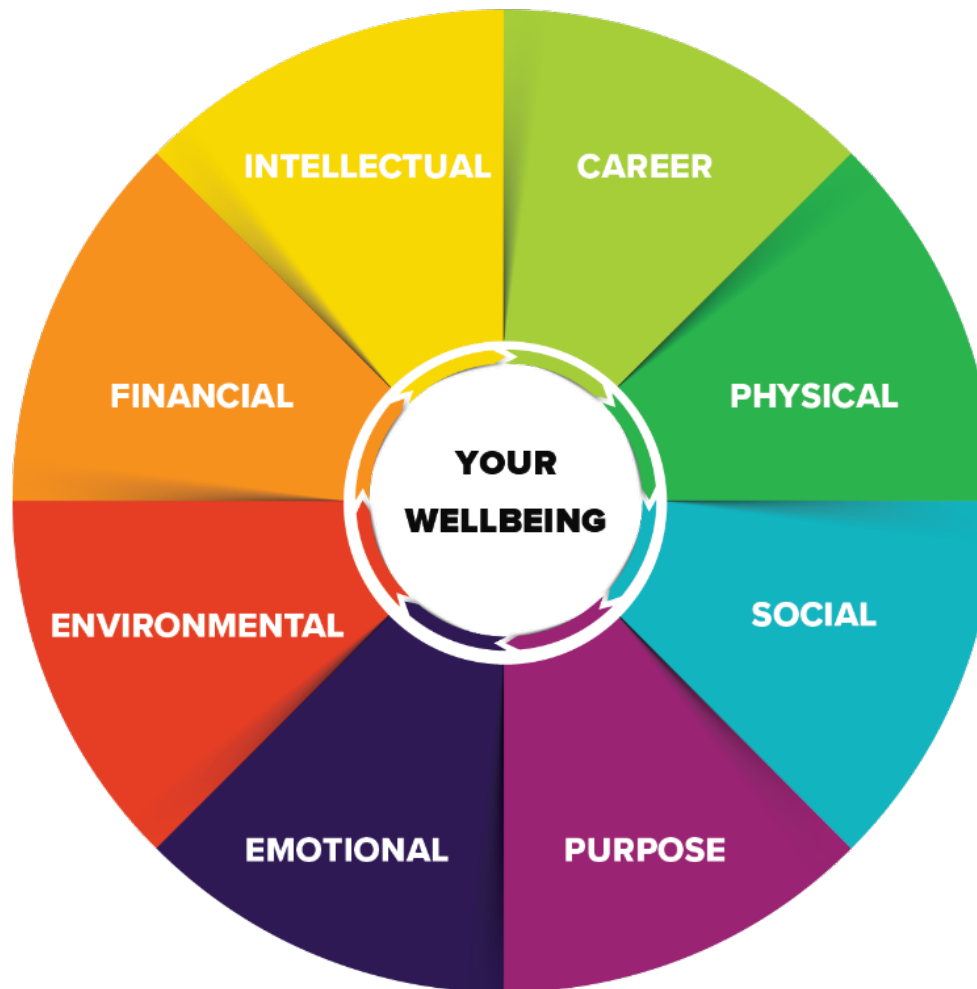 INTELLECTUAL
CAREER
FINANCIAL
PHYSICAL
YOUR
WELLBEING
ENVIRONMENTAL
SOCIAL
EMOTIONAL
PURPOSE